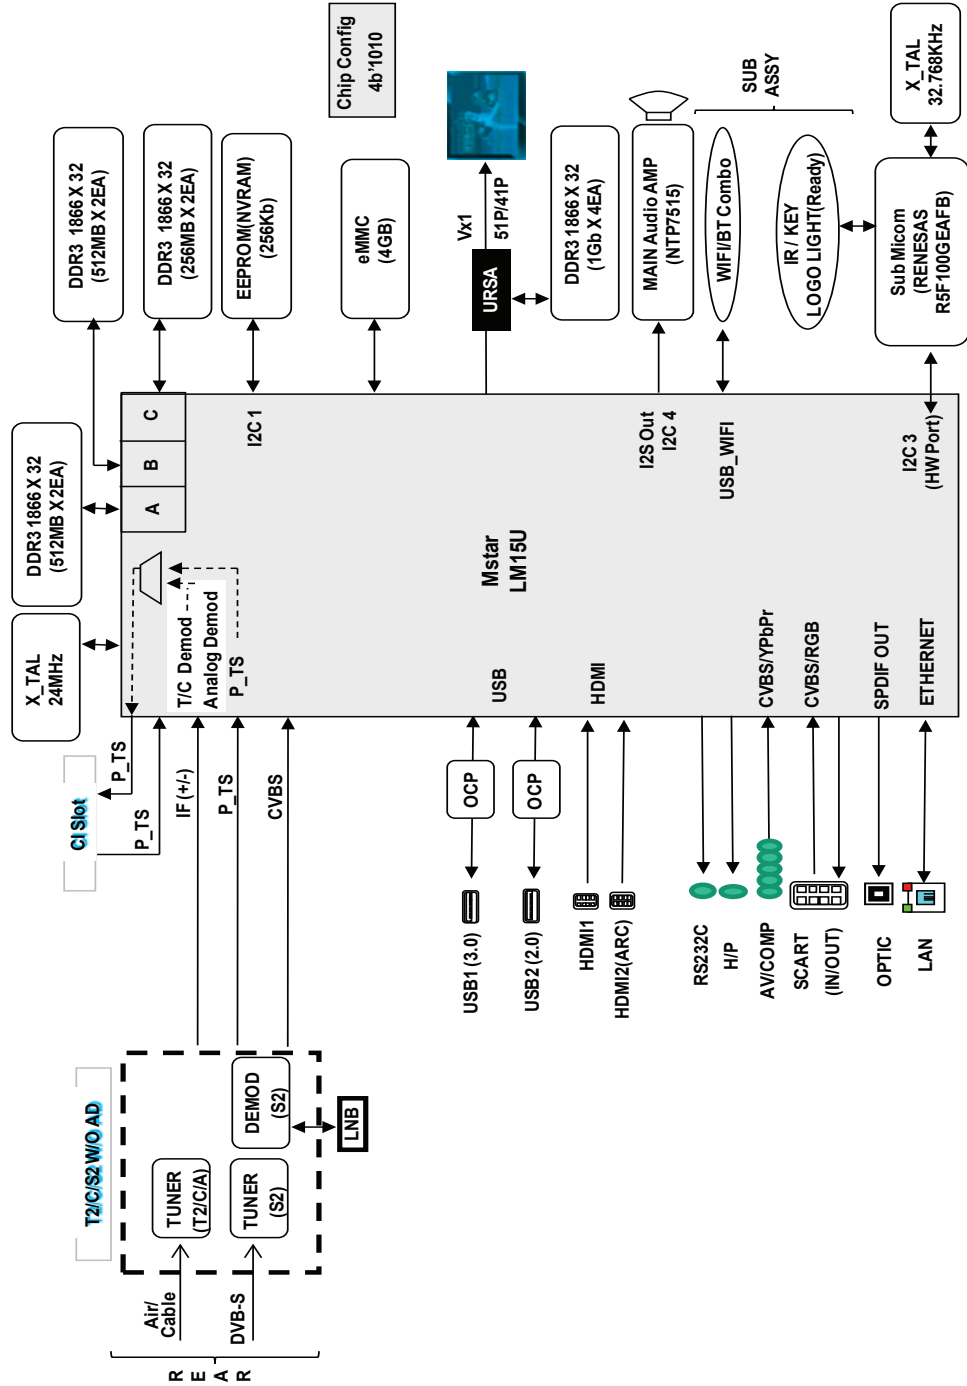 REAR
Air/
Cable
DVB-S
T2/C/S2 W/O AD
TUNER
(T2/C/A)
TUNER
(S2)
DEMOD
(S2)
LNB
CI Slot
P_TS
P_TS
IF (+/-)
P_TS
CVBS
USB1 (3.0)
OCP
USB2 (2.0)
OCP
HDMI1
HDMI2(ARC)
RS232C
H/P
AV/COMP
SCART
(IN/OUT)
OPTIC
LAN
X_TAL
24MHz
T/C Demod
Analog Demod
P_TS
USB
HDMI
CVBS/YPbPr
CVBS/RGB
SPDIF OUT
ETHERNET
Mstar
LM15U
A
B
C
I2C 1
I2S Out
I2C 4
USB_WIFI
I2C 3
(HW Port)
DDR3 1866 X 32
(512MB X 2EA)
DDR3 1866 X 32
(512MB X 2EA)
DDR3 1866 X 32
(256MB X 2EA)
EEPROM(NVRAM)
(256Kb)
eMMC
(4GB)
Chip Config
4b'1010
URSA
Vx1
51P/41P
DDR3 1866 X 32
(1Gb X 4EA)
MAIN Audio AMP
(NTP7515)
WIFI/BT Combo
IR / KEY
LOGO LIGHT(Ready)
SUB
ASSY
Sub Micom
(RENESAS
R5F100GEAFB)
X_TAL
32.768KHz